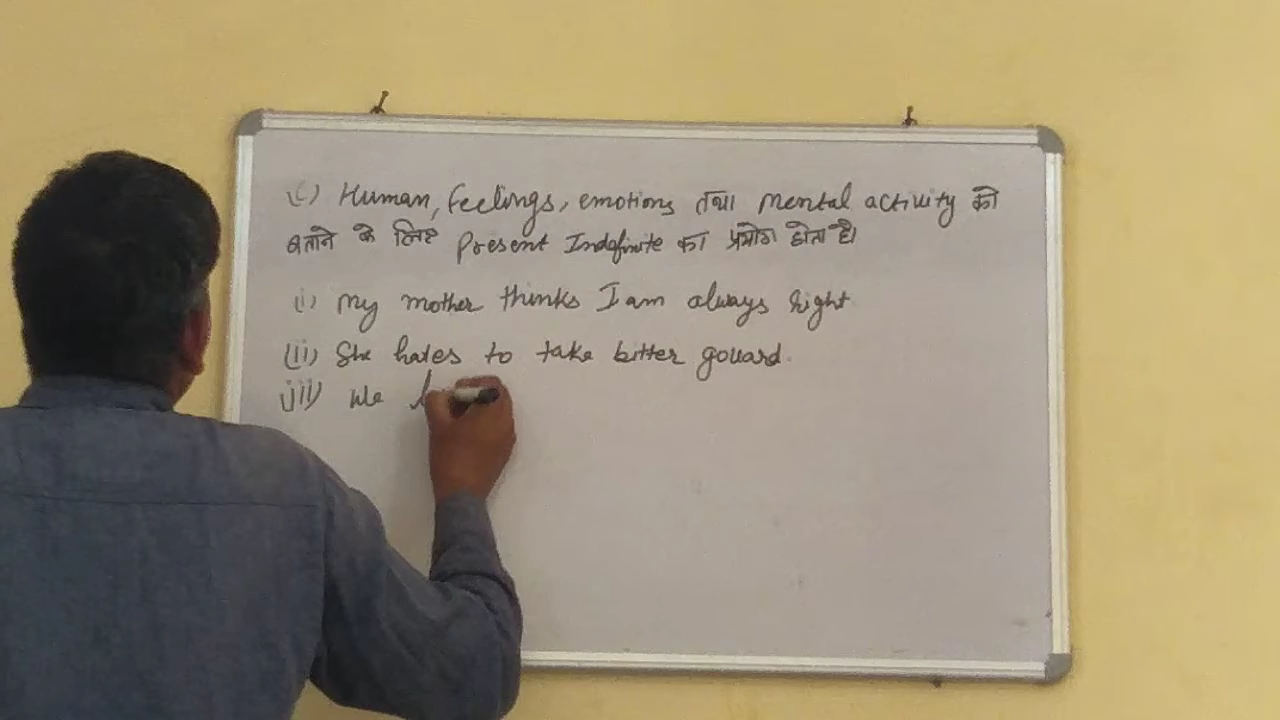 (c) Human, feelings, emotions तथा mental activity को
बताने के लिए Present Indefinite का प्रयोग होता है।
(i) My mother thinks I am always right
(ii) She hates to take bitter gouard.
(iii) We